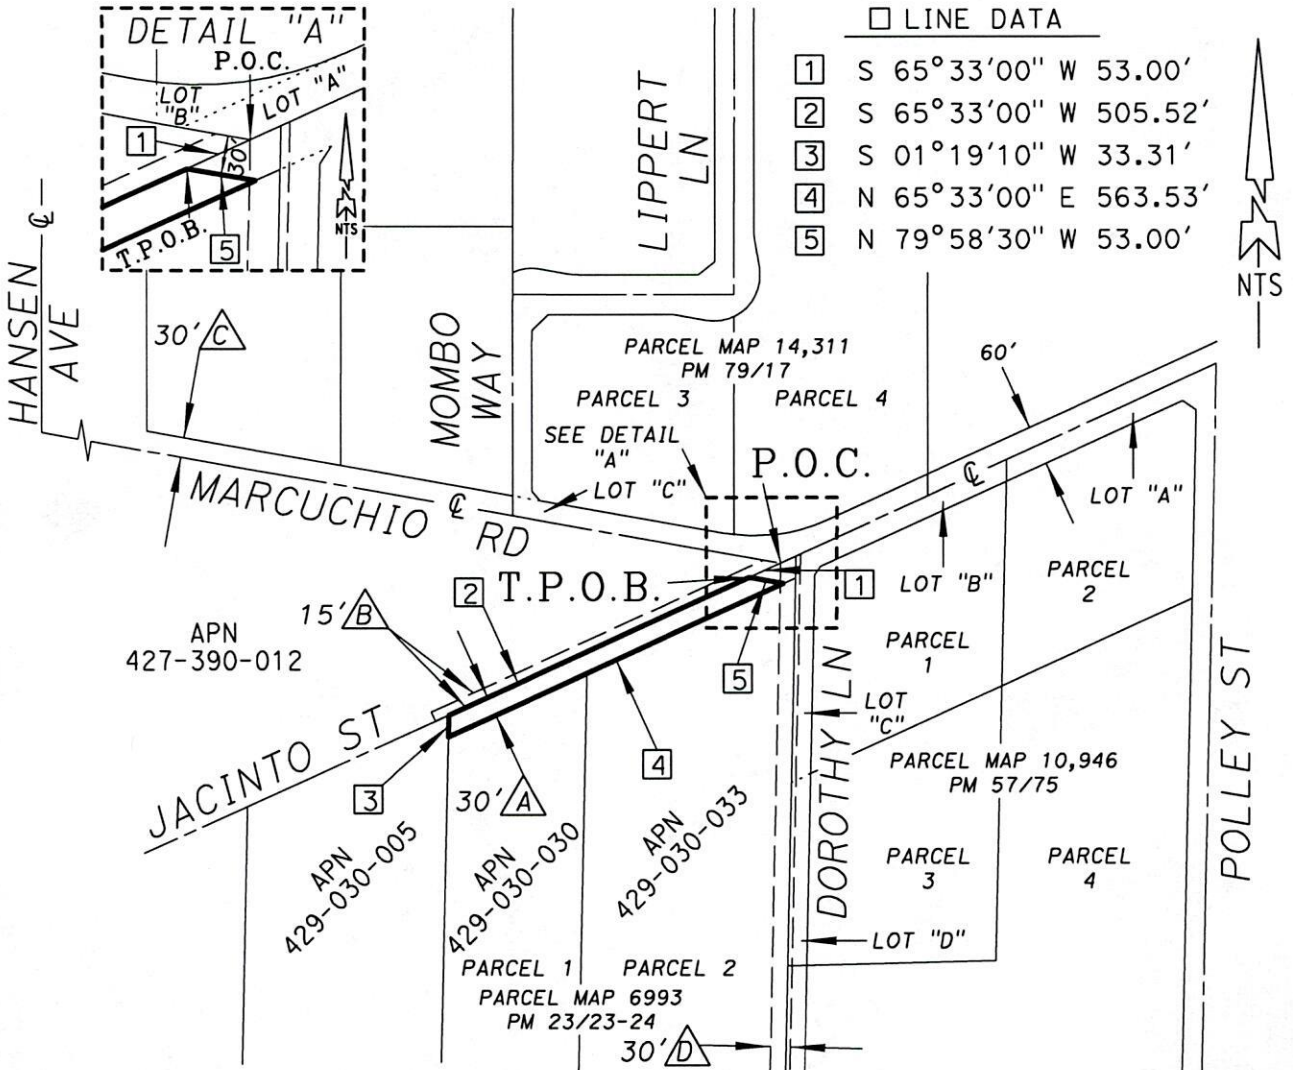 DETAIL "A"
P.O.C.
LOT "B"
LOT "A"
1
30'
T.P.O.B.
5
NTS
□ LINE DATA
1 S 65°33'00" W 53.00'
2 S 65°33'00" W 505.52'
3 S 01°19'10" W 33.31'
4 N 65°33'00" E 563.53'
5 N 79°58'30" W 53.00'
NTS
HANSEN AVE
℄
30' C
MOMBO WAY
LIPPERT LN
PARCEL MAP 14,311
PM 79/17
PARCEL 3
PARCEL 4
60'
SEE DETAIL
"A"
LOT "C"
P.O.C.
℄
LOT "A"
MARCUCHIO ℄ RD
T.P.O.B.
1
LOT "B"
PARCEL
2
2
15' B
APN
427-390-012
PARCEL
1
5
JACINTO ST
3
30' A
4
DOROTHY LN
LOT
"C"
PARCEL MAP 10,946
PM 57/75
POLLEY ST
APN
429-030-005
APN
429-030-030
APN
429-030-033
PARCEL
3
PARCEL
4
LOT "D"
PARCEL 1
PARCEL 2
PARCEL MAP 6993
PM 23/23-24
30' D